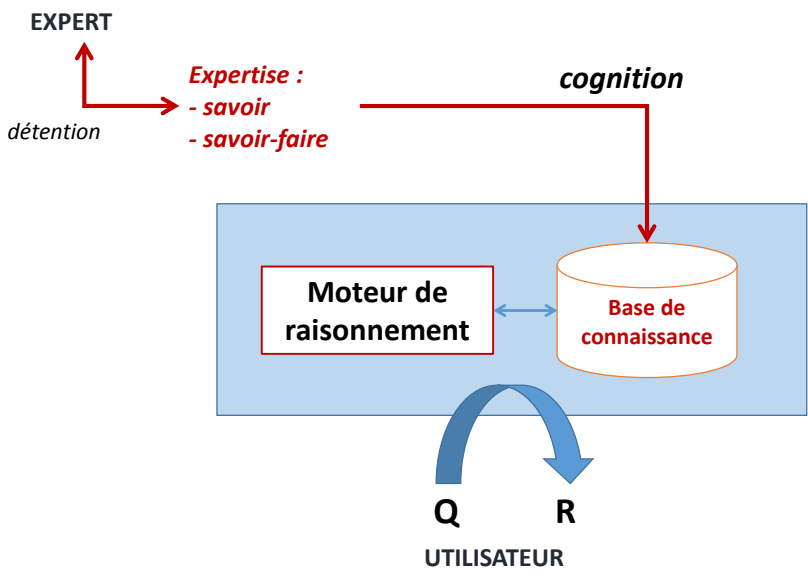 EXPERT
Expertise :
- savoir
- savoir-faire
cognition
détention
Moteur de
raisonnement
Base de
connaissance
Q R
UTILISATEUR